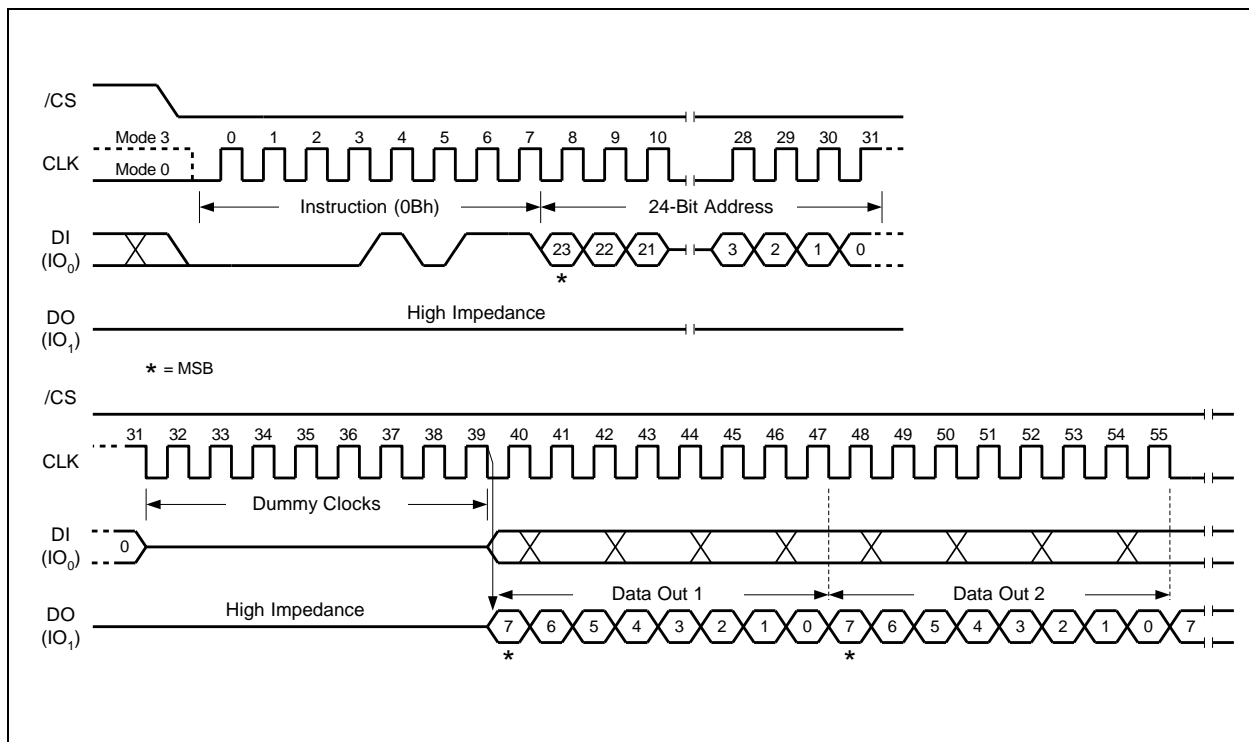 /CS
Mode 3 0 1 2 3 4 5 6 7 8 9 10 28 29 30 31
CLK Mode 0
Instruction (0Bh) 24-Bit Address
DI
(IO0) 23 22 21 3 2 1 0
*
High Impedance
DO
(IO1)
* = MSB
/CS
31 32 33 34 35 36 37 38 39 40 41 42 43 44 45 46 47 48 49 50 51 52 53 54 55
CLK
Dummy Clocks
DI
(IO0) 0
Data Out 1 Data Out 2
High Impedance
DO
(IO1) 7 6 5 4 3 2 1 0 7 6 5 4 3 2 1 0 7
* *